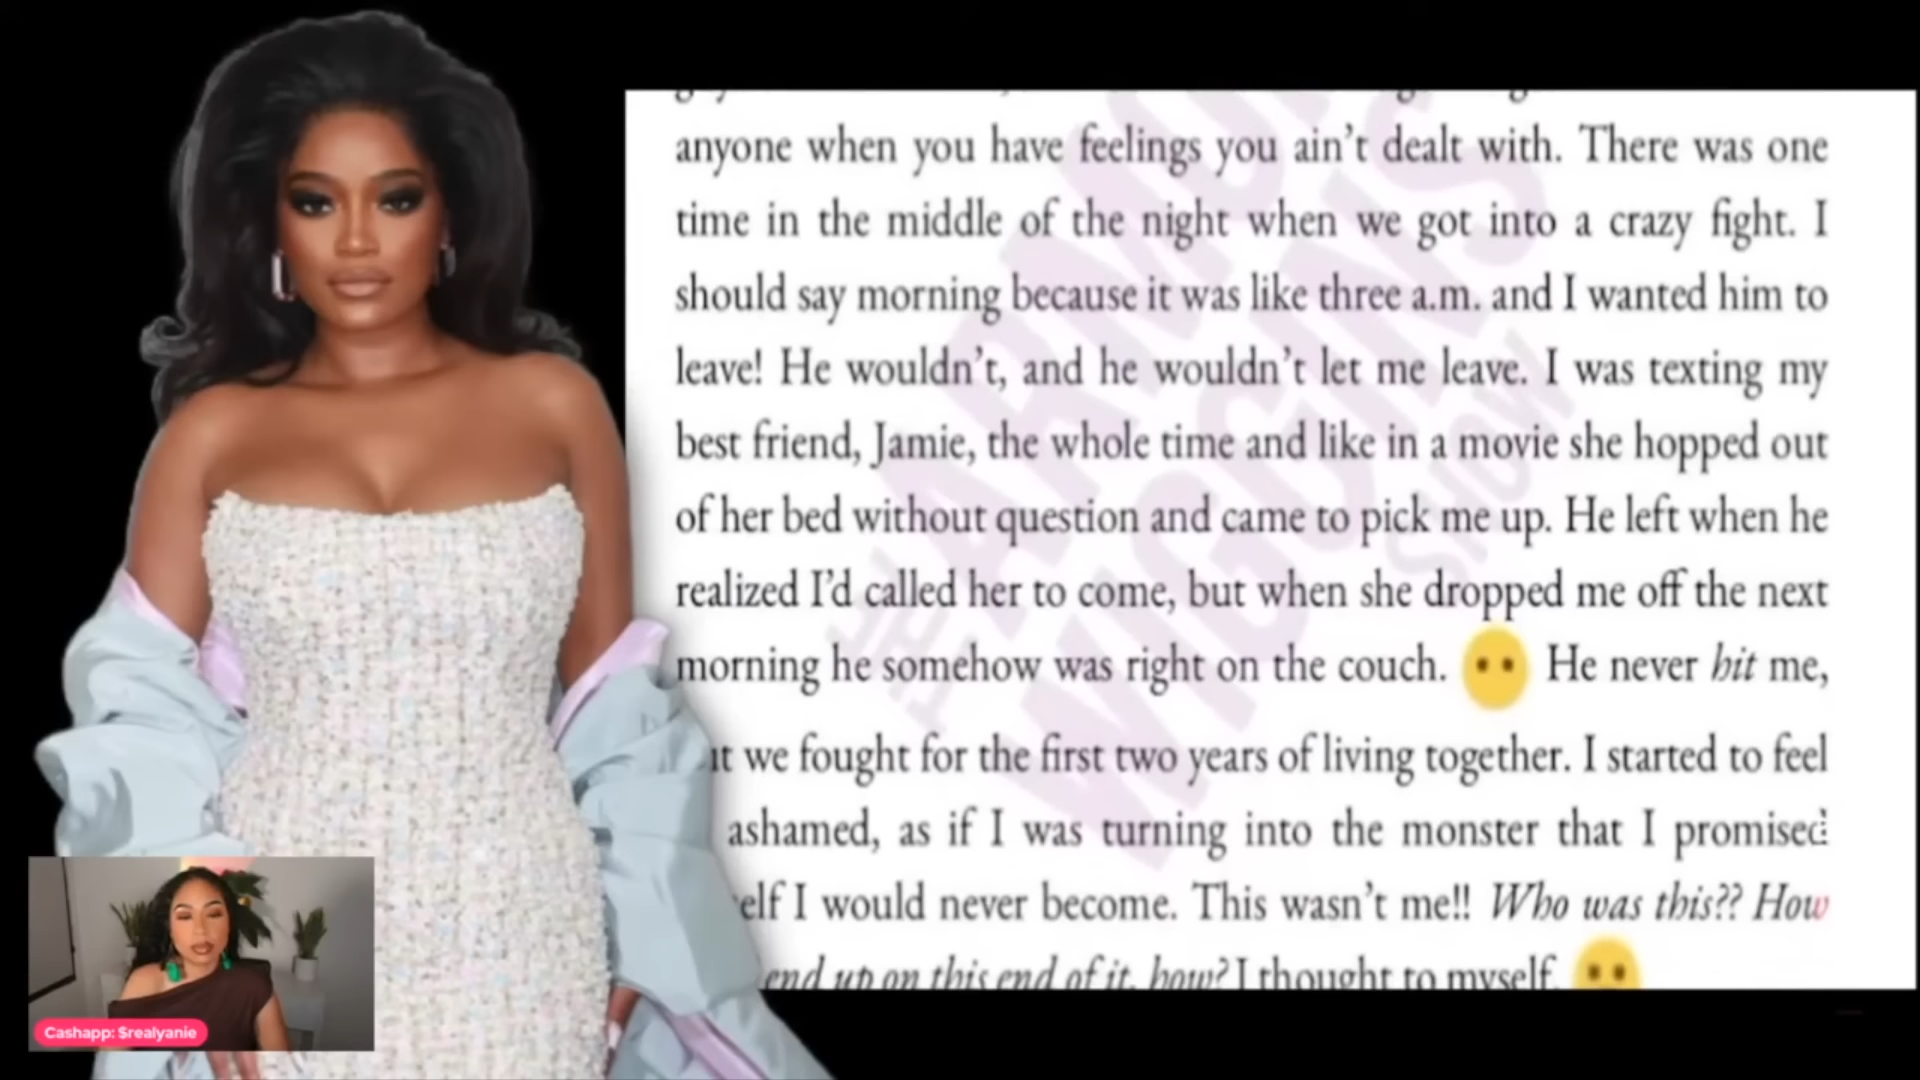 anyone when you have feelings you ain't dealt with. There was one
time in the middle of the night when we got into a crazy fight. I
should say morning because it was like three a.m. and I wanted him to
leave! He wouldn't, and he wouldn't let me leave. I was texting my
best friend, Jamie, the whole time and like in a movie she hopped out
of her bed without question and came to pick me up. He left when he
realized I'd called her to come, but when she dropped me off the next
morning he somehow was right on the couch. 😶 He never hit me,
we fought for the first two years of living together. I started to feel
ashamed, as if I was turning into the monster that I promised
I would never become. This wasn't me!! Who was this?? How
end up on this end of it, how? I thought to myself. 😶
THE
ARMON
WIGGINS
SHOW
Cashapp: $realyanie